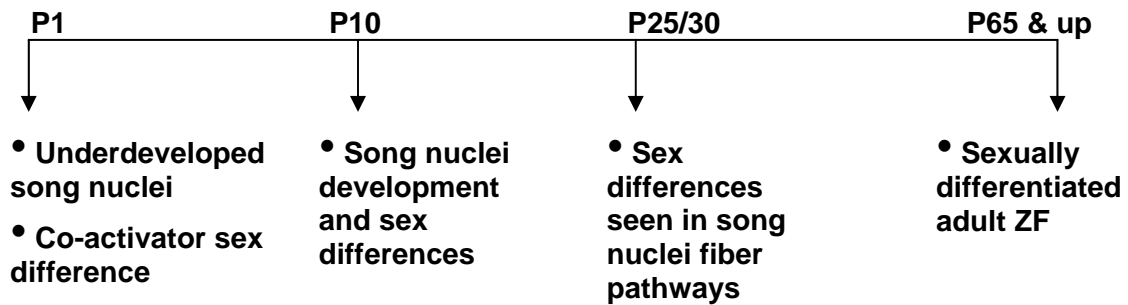 P1 P10 P25/30 P65 & up
• Underdeveloped
song nuclei
• Co-activator sex
difference
• Song nuclei
development
and sex
differences
• Sex
differences
seen in song
nuclei fiber
pathways
• Sexually
differentiated
adult ZF